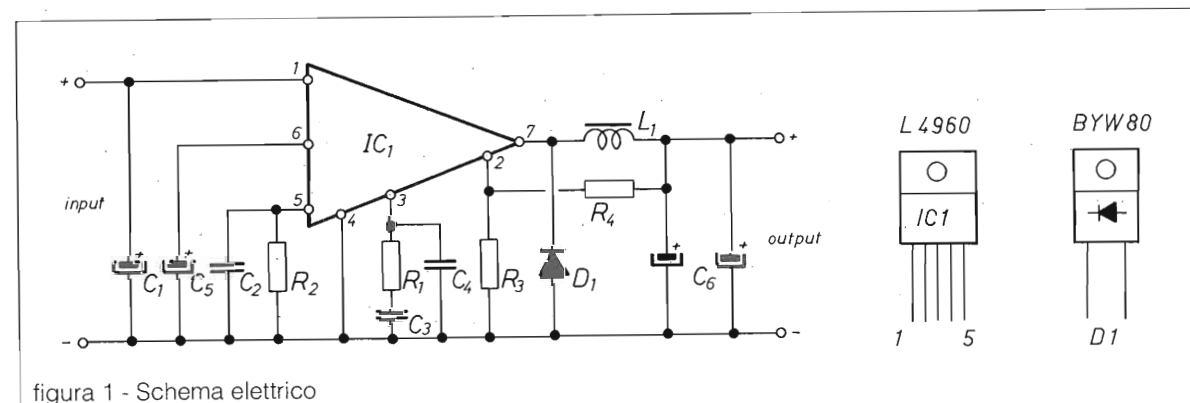 +
1
6
5
4
3
2
7
IC1
L1
R4
input
output
+
C1
+
C5
C2
R2
R1
C3
C4
R3
D1
+
+
C6
+
-
-
L4960
IC1
1 5
BYW80
D1
figura 1 - Schema elettrico